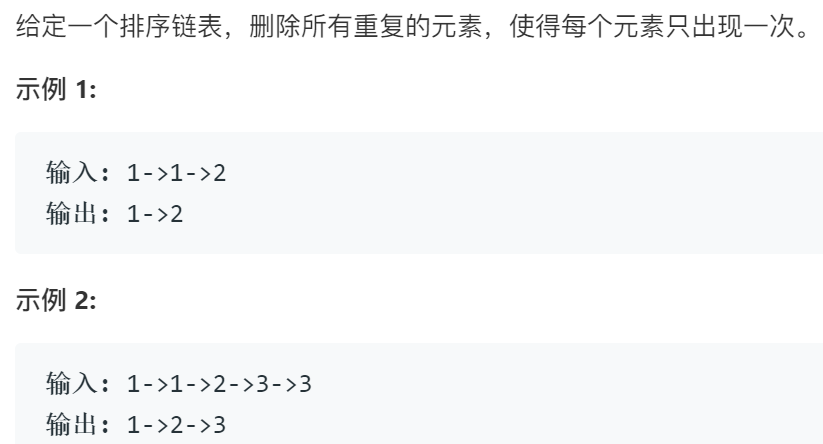 给定一个排序链表，删除所有重复的元素，使得每个元素只出现一次。
示例 1:
输入: 1->1->2
输出: 1->2
示例 2:
输入: 1->1->2->3->3
输出: 1->2->3